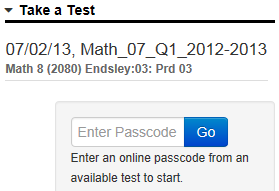 Take a Test
07/02/13, Math_07_Q1_2012-2013
Math 8 (2080) Endsley:03: Prd 03
Enter Passcode Go
Enter an online passcode from an
available test to start.